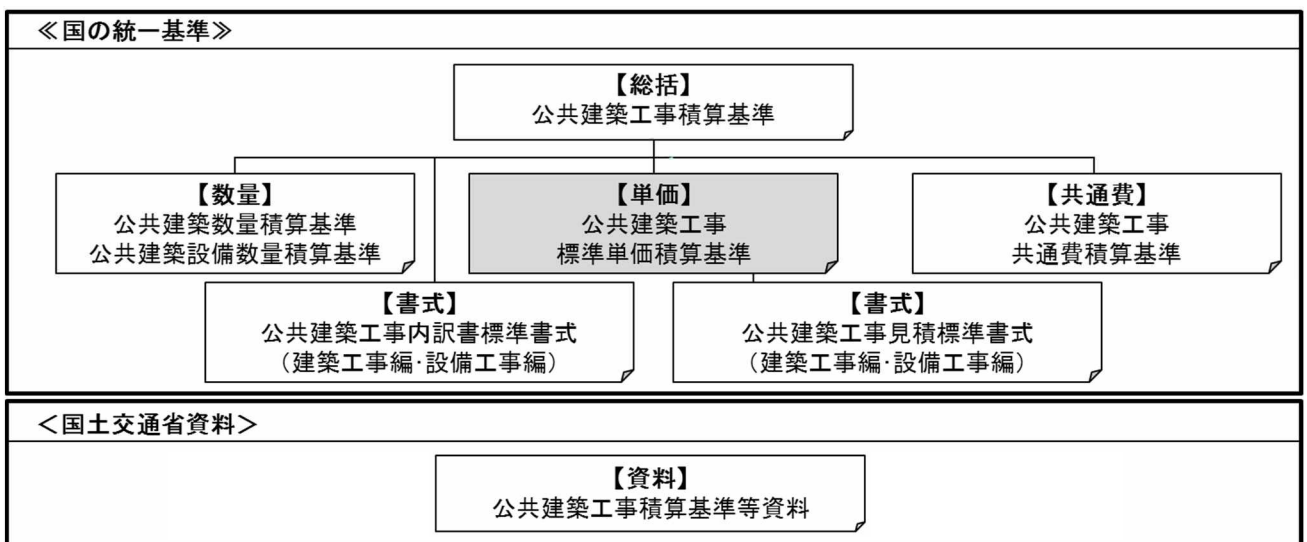 ≪国の統一基準≫
【総括】
公共建築工事積算基準
【数量】
公共建築数量積算基準
公共建築設備数量積算基準
【単価】
公共建築工事
標準単価積算基準
【共通費】
公共建築工事
共通費積算基準
【書式】
公共建築工事内訳書標準書式
（建築工事編・設備工事編）
【書式】
公共建築工事見積標準書式
（建築工事編・設備工事編）
＜国土交通省資料＞
【資料】
公共建築工事積算基準等資料